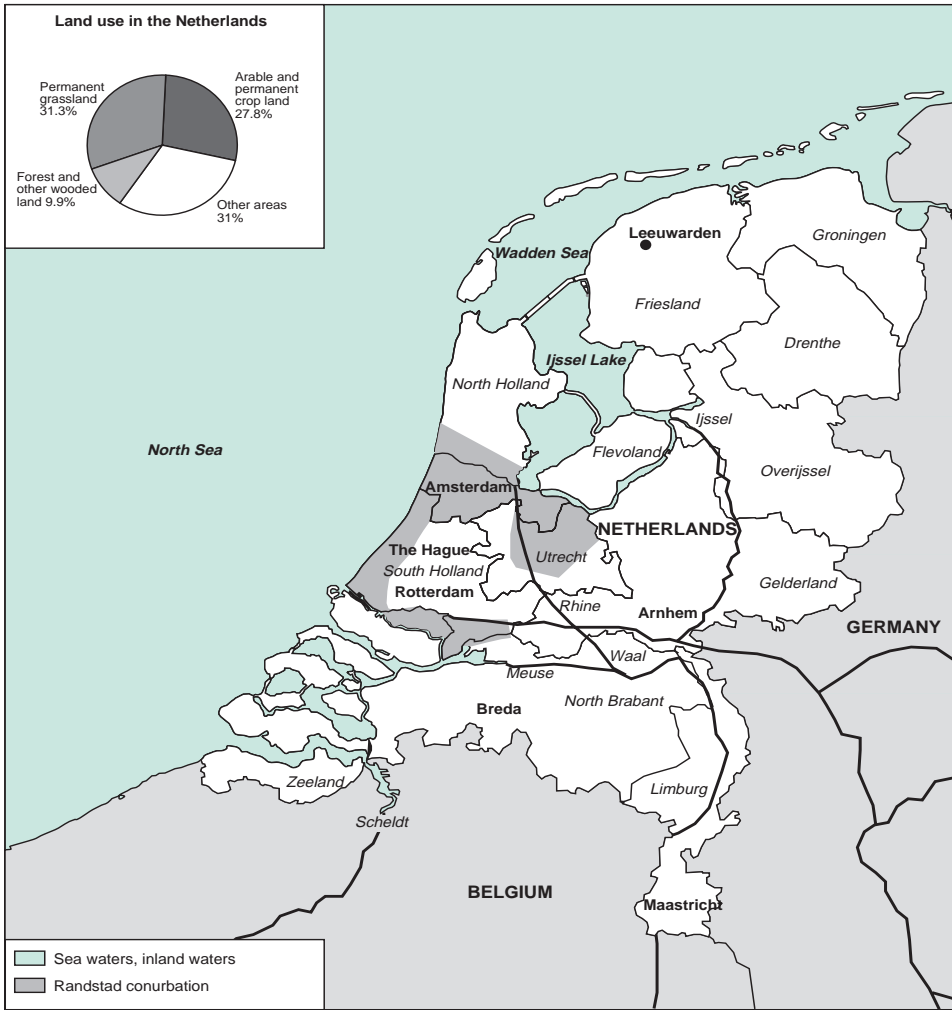 Land use in the Netherlands
Permanent
grassland
31.3%
Arable and
permanent
crop land
27.8%
Forest and
other wooded
land 9.9%
Other areas
31%
Wadden Sea
Leeuwarden
Groningen
Friesland
Drenthe
Ijssel Lake
North Holland
Ijssel
North Sea
Flevoland
Overijssel
Amsterdam
NETHERLANDS
The Hague
Utrecht
South Holland
Gelderland
Rotterdam
Rhine
Arnhem
GERMANY
Waal
Meuse
North Brabant
Breda
Zeeland
Limburg
Scheldt
BELGIUM
Maastricht
Sea waters, inland waters
Randstad conurbation